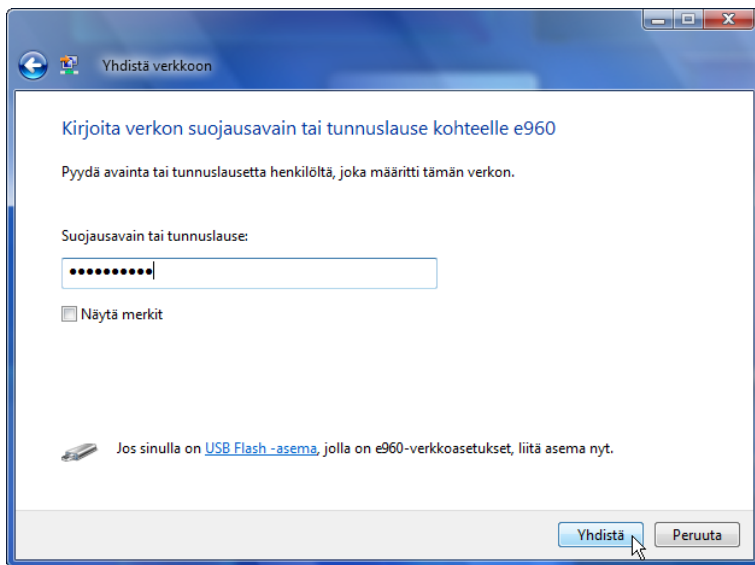 Yhdistä verkkoon
Kirjoita verkon suojausavain tai tunnuslause kohteelle e960
Pyydä avainta tai tunnuslausetta henkilöltä, joka määritti tämän verkon.
Suojausavain tai tunnuslause:
••••••••••
Näytä merkit
Jos sinulla on USB Flash -asema, jolla on e960-verkkoasetukset, liitä asema nyt.
Yhdistä Peruuta